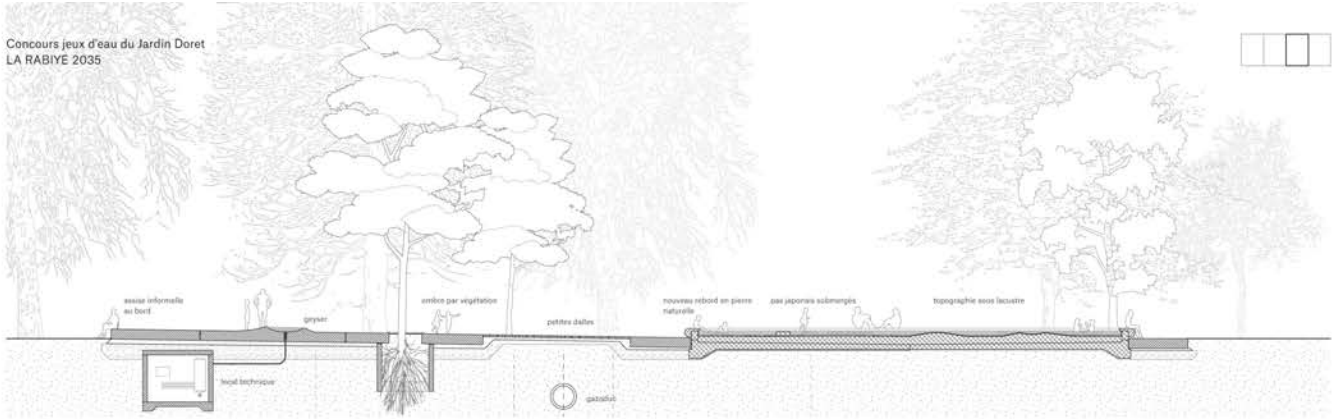 Concours jeux d'eau du Jardin Doret
LA RABIYE 2035
assise informelle
au bord
geyser
ombre par végétation
petites dalles
nouveau rebord en pierre
naturelle
pas japonais submergés
topographie sous lacustre
local technique
gazoduc